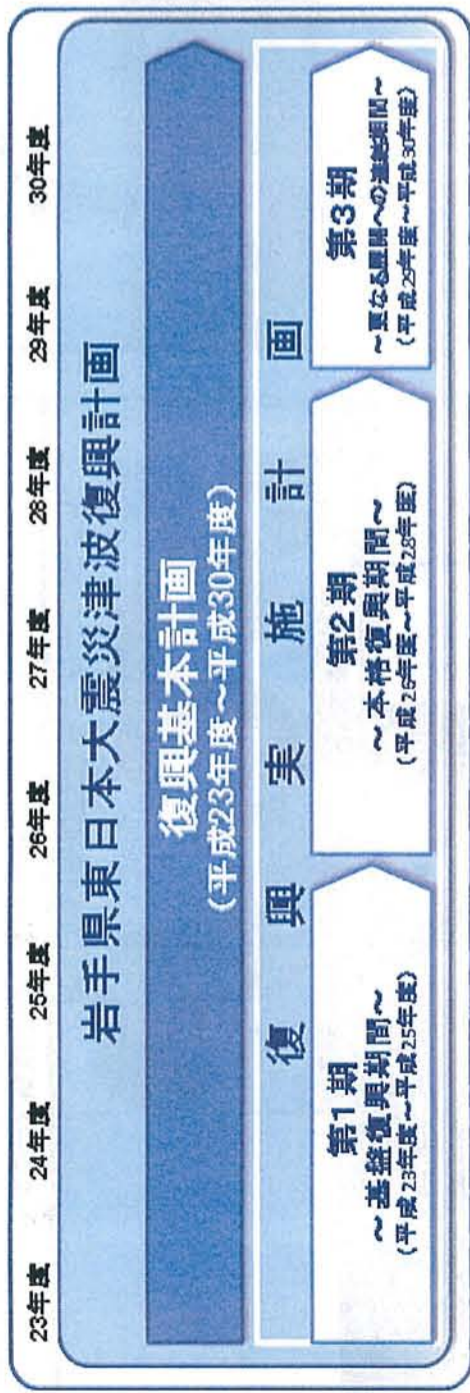 23年度 24年度 25年度 26年度 27年度 28年度 29年度 30年度
岩手県東日本大震災津波復興計画
復興基本計画
(平成23年度~平成30年度)
復興実施計画
第1期
~基盤復興期間~
(平成23年度~平成25年度)
第2期
~本格復興期間~
(平成26年度~平成28年度)
第3期
~更なる展開への連結期間~
(平成29年度~平成30年度)